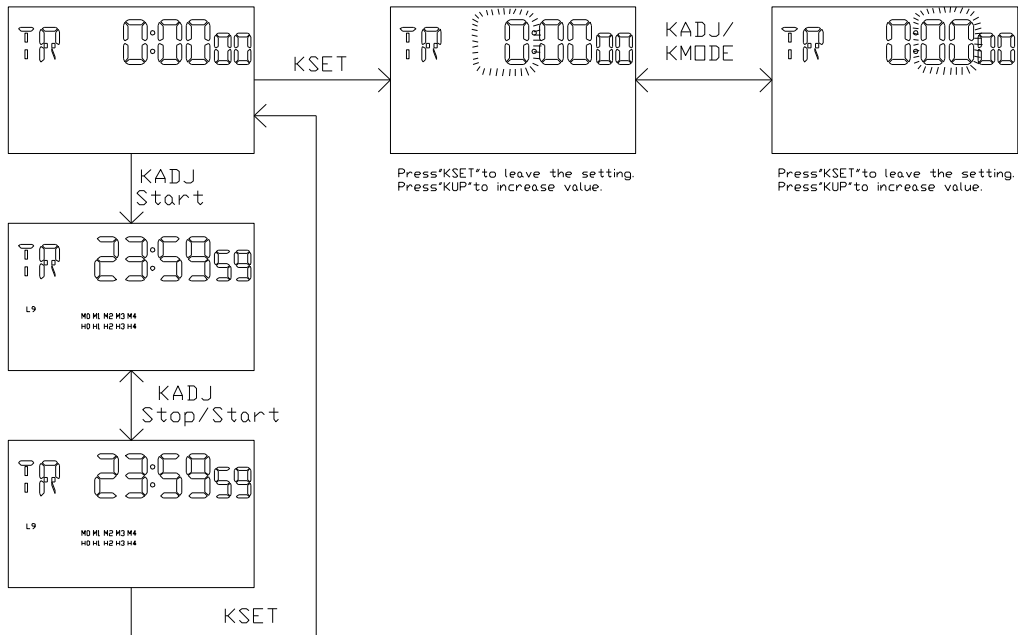 TR 0:00 00
KSET
TR 0:00 00
KADJ/
KMODE
TR 0:00 00
Press"KSET"to leave the setting.
Press"KUP"to increase value.
Press"KSET"to leave the setting.
Press"KUP"to increase value.
KADJ
Start
TR 23:59 59
L9
M0 M1 M2 M3 M4
H0 H1 H2 H3 H4
KADJ
Stop/Start
TR 23:59 59
L9
M0 M1 M2 M3 M4
H0 H1 H2 H3 H4
KSET